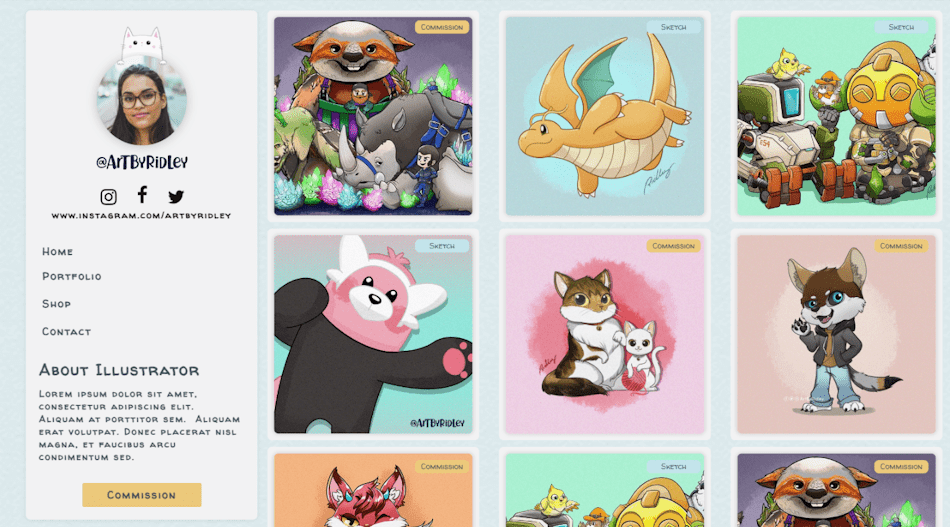 @ArtByRidley
www.instagram.com/artbyridley
Home
Portfolio
Shop
Contact
About Illustrator
Lorem ipsum dolor sit amet,
consectetur adipiscing elit.
Aliquam at porttitor sem. Aliquam
erat volutpat. Donec placerat nisl
magna, et faucibus arcu
condimentum sed.
Commission
Commission
Sketch
Ridley
Sketch
Sketch
@ArtByRidley
Commission
Ridley
Commission
Commission
Sketch
Commission